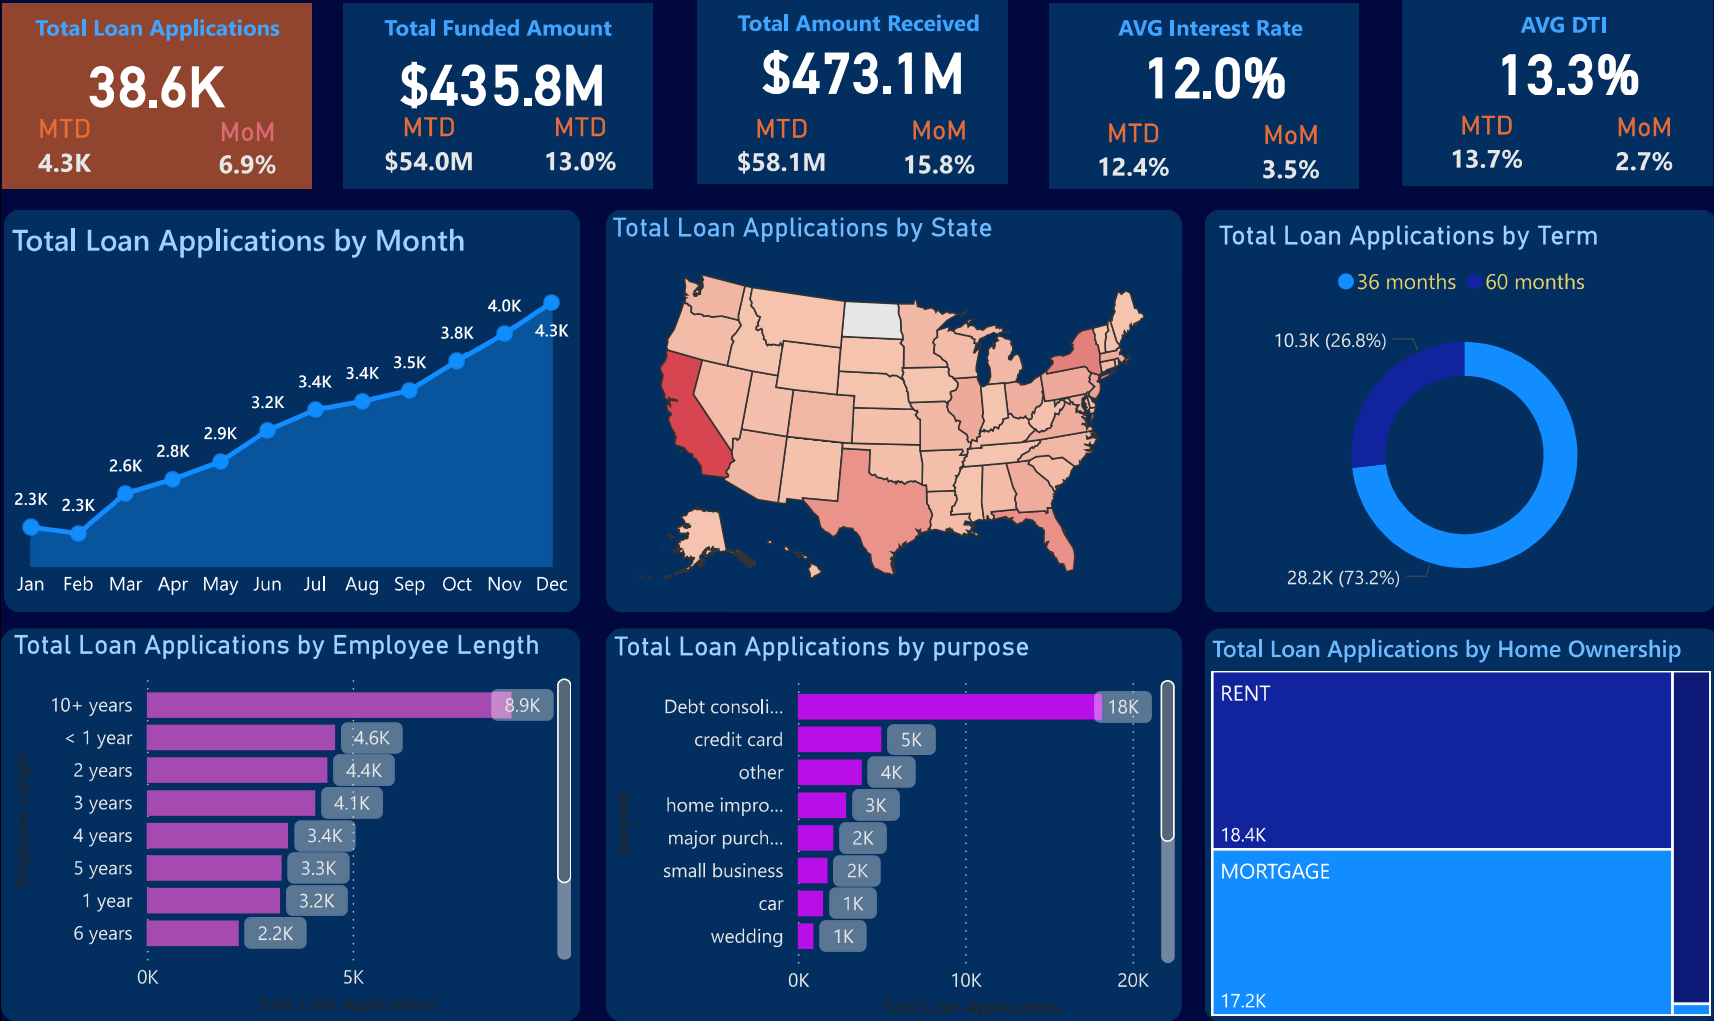 Total Loan Applications
38.6K
MTD MoM
4.3K 6.9%
Total Funded Amount
$435.8M
MTD MTD
$54.0M 13.0%
Total Amount Received
$473.1M
MTD MoM
$58.1M 15.8%
AVG Interest Rate
12.0%
MTD MoM
12.4% 3.5%
AVG DTI
13.3%
MTD MoM
13.7% 2.7%
Total Loan Applications by Month
2.3K 2.3K 2.6K 2.8K 2.9K 3.2K 3.4K 3.4K 3.5K 3.8K 4.0K 4.3K
Jan Feb Mar Apr May Jun Jul Aug Sep Oct Nov Dec
Total Loan Applications by State
Total Loan Applications by Term
36 months 60 months
10.3K (26.8%)
28.2K (73.2%)
Total Loan Applications by Employee Length
Employee Length
10+ years 8.9K
< 1 year 4.6K
2 years 4.4K
3 years 4.1K
4 years 3.4K
5 years 3.3K
1 year 3.2K
6 years 2.2K
0K 5K
Total Loan Applications
Total Loan Applications by purpose
purpose
Debt consoli... 18K
credit card 5K
other 4K
home impro... 3K
major purch... 2K
small business 2K
car 1K
wedding 1K
0K 10K 20K
Total Loan Applications
Total Loan Applications by Home Ownership
RENT
18.4K
MORTGAGE
17.2K